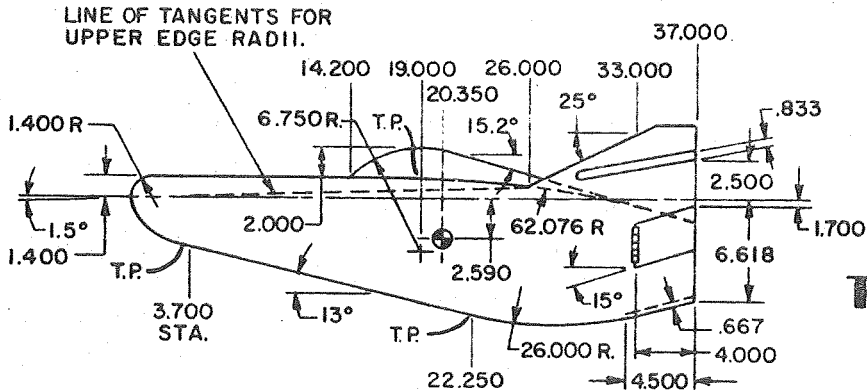 LINE OF TANGENTS FOR
UPPER EDGE RADII.
37.000
14.200
19.000
26.000
33.000
20.350
25°
.833
1.400 R
6.750 R.
T.P.
15.2°
2.500
1.5°
2.000
62.076 R
1.700
1.400
2.590
6.618
T.P.
15°
T
3.700
STA.
13°
T.P.
.667
26.000 R.
4.000
22.250
4.500